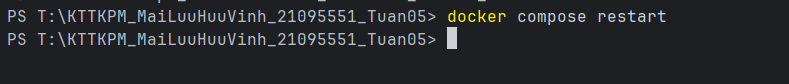 PS T:\KTTKPM_MaiLuuHuuVinh_21095551_Tuan05> docker compose restart
PS T:\KTTKPM_MaiLuuHuuVinh_21095551_Tuan05>